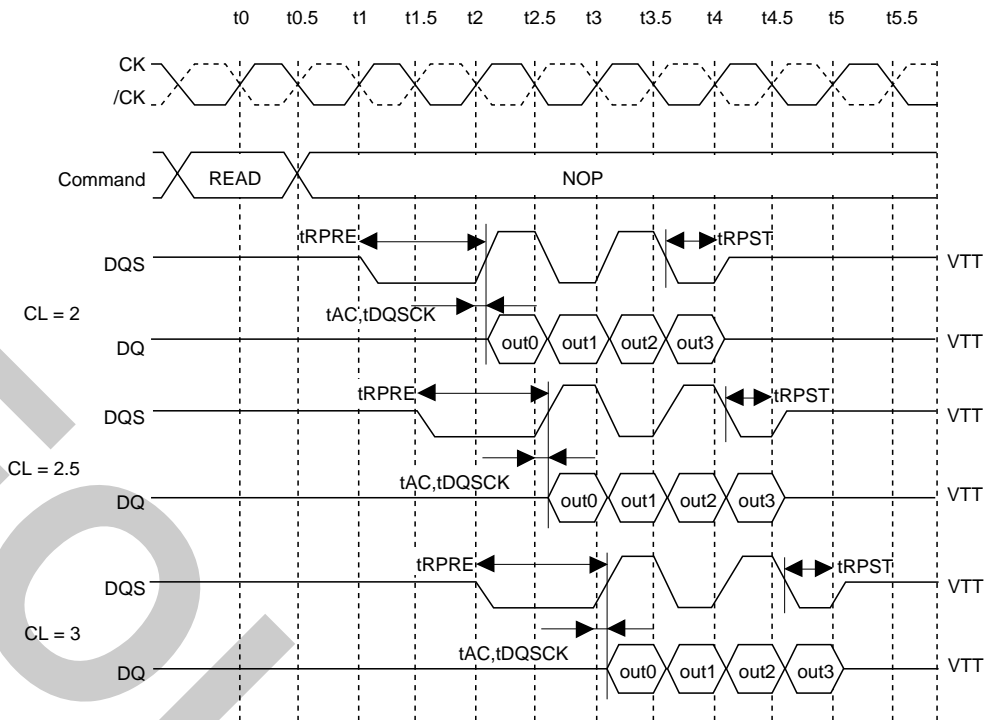 t0 t0.5 t1 t1.5 t2 t2.5 t3 t3.5 t4 t4.5 t5 t5.5
CK
/CK
Command READ NOP
tRPRE tRPST
DQS VTT
CL = 2
tAC,tDQSCK
DQ out0 out1 out2 out3 VTT
tRPRE tRPST
DQS VTT
CL = 2.5
tAC,tDQSCK
DQ out0 out1 out2 out3 VTT
tRPRE tRPST
DQS VTT
CL = 3
tAC,tDQSCK
DQ out0 out1 out2 out3 VTT